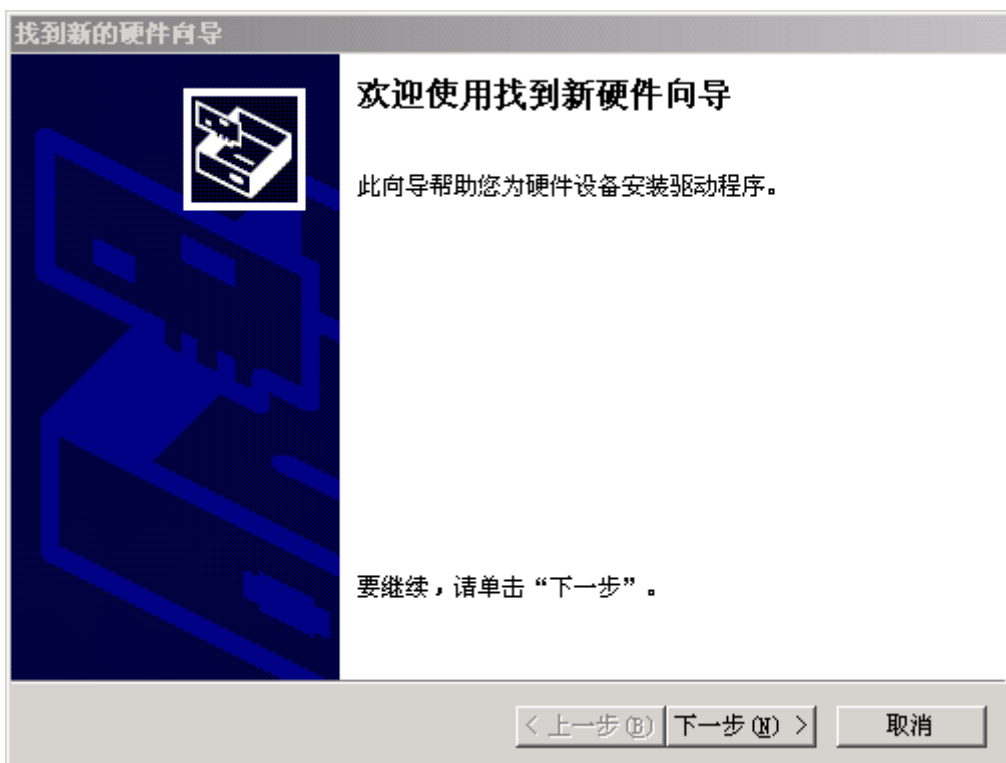 找到新的硬件向导
欢迎使用找到新硬件向导
此向导帮助您为硬件设备安装驱动程序。
要继续，请单击“下一步”。
< 上一步(B) 下一步(N) > 取消